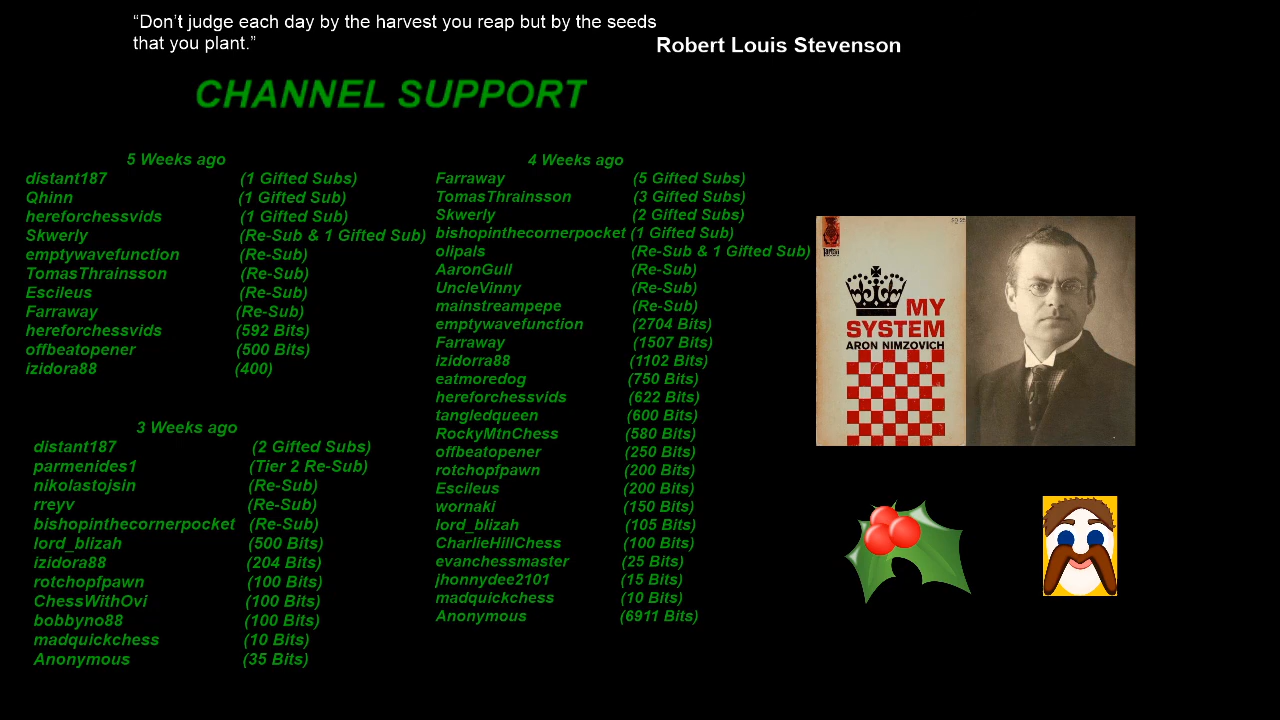 “Don’t judge each day by the harvest you reap but by the seeds
that you plant.”
Robert Louis Stevenson
CHANNEL SUPPORT
5 Weeks ago
distant187 (1 Gifted Subs)
Qhinn (1 Gifted Sub)
hereforchessvids (1 Gifted Sub)
Skwerly (Re-Sub & 1 Gifted Sub)
emptywavefunction (Re-Sub)
TomasThrainsson (Re-Sub)
Escileus (Re-Sub)
Farraway (Re-Sub)
hereforchessvids (592 Bits)
offbeatopener (500 Bits)
izidora88 (400)
3 Weeks ago
distant187 (2 Gifted Subs)
parmenides1 (Tier 2 Re-Sub)
nikolastojsin (Re-Sub)
rreyv (Re-Sub)
bishopinthecornerpocket (Re-Sub)
lord_blizah (500 Bits)
izidora88 (204 Bits)
rotchopfpawn (100 Bits)
ChessWithOvi (100 Bits)
bobbyno88 (100 Bits)
madquickchess (10 Bits)
Anonymous (35 Bits)
4 Weeks ago
Farraway (5 Gifted Subs)
TomasThrainsson (3 Gifted Subs)
Skwerly (2 Gifted Subs)
bishopinthecornerpocket (1 Gifted Sub)
olipals (Re-Sub & 1 Gifted Sub)
AaronGull (Re-Sub)
UncleVinny (Re-Sub)
mainstreampepe (Re-Sub)
emptywavefunction (2704 Bits)
Farraway (1507 Bits)
izidorra88 (1102 Bits)
eatmoredog (750 Bits)
hereforchessvids (622 Bits)
tangledqueen (600 Bits)
RockyMtnChess (580 Bits)
offbeatopener (250 Bits)
rotchopfpawn (200 Bits)
Escileus (200 Bits)
wornaki (150 Bits)
lord_blizah (105 Bits)
CharlieHillChess (100 Bits)
evanchessmaster (25 Bits)
jhonnydee2101 (15 Bits)
madquickchess (10 Bits)
Anonymous (6911 Bits)
MY
SYSTEM
ARON NIMZOVICH